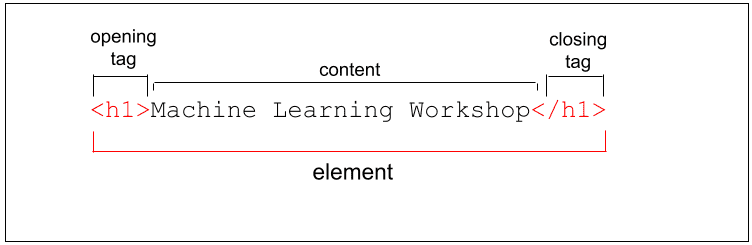 opening
tag
content
closing
tag
<h1>Machine Learning Workshop</h1>
element